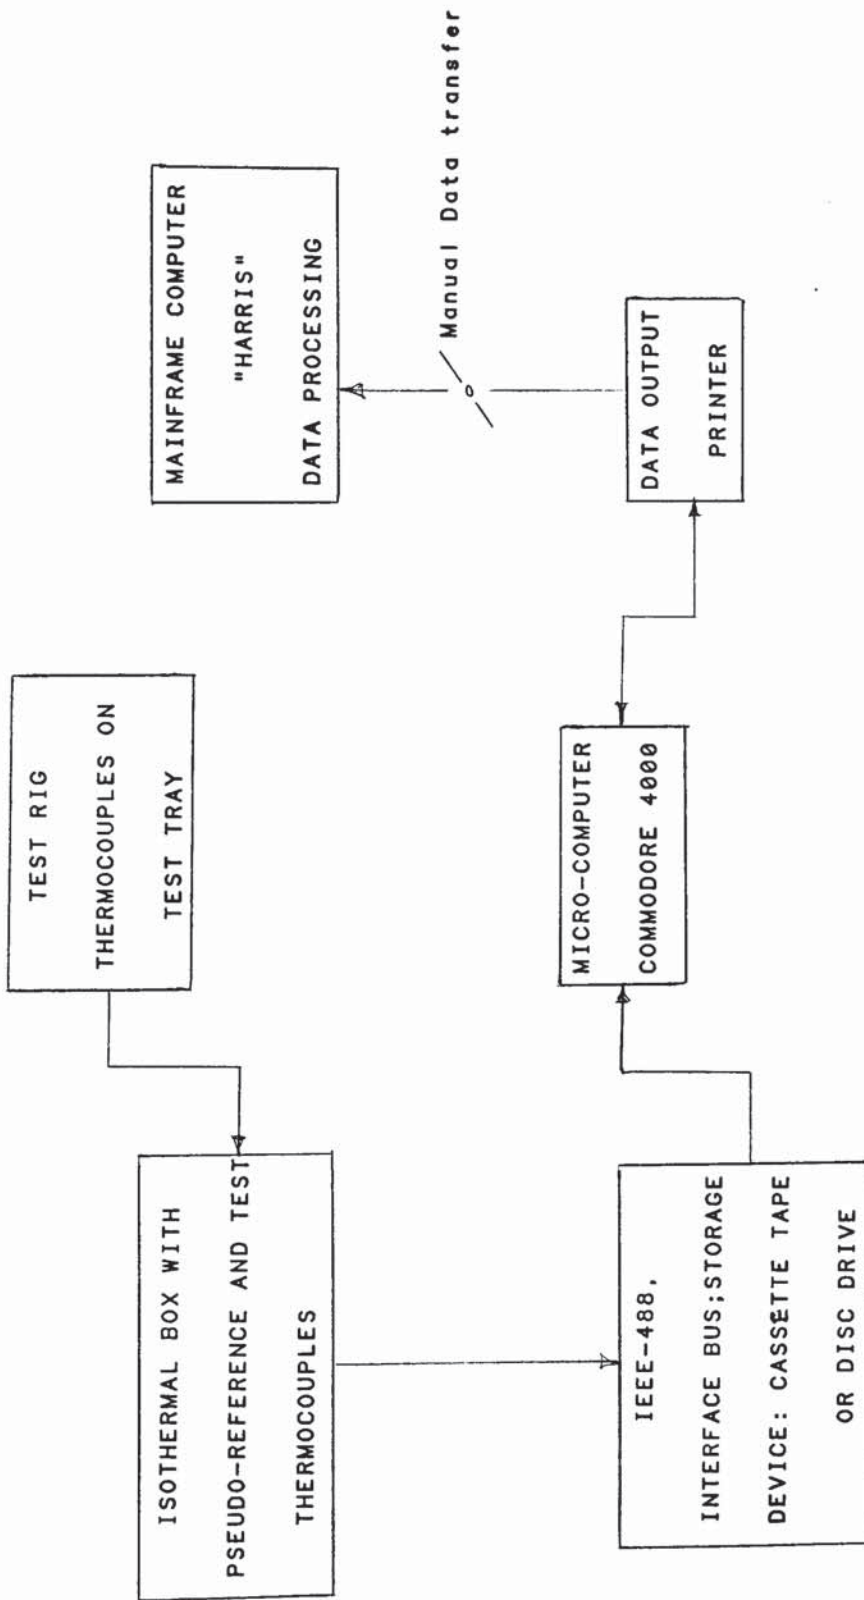 TEST RIG
THERMOCOUPLES ON
TEST TRAY
ISOTHERMAL BOX WITH
PSEUDO-REFERENCE AND TEST
THERMOCOUPLES
IEEE-488,
INTERFACE BUS;STORAGE
DEVICE: CASSETTE TAPE
OR DISC DRIVE
MICRO-COMPUTER
COMMODORE 4000
DATA OUTPUT
PRINTER
Manual Data transfer
MAINFRAME COMPUTER
"HARRIS"
DATA PROCESSING